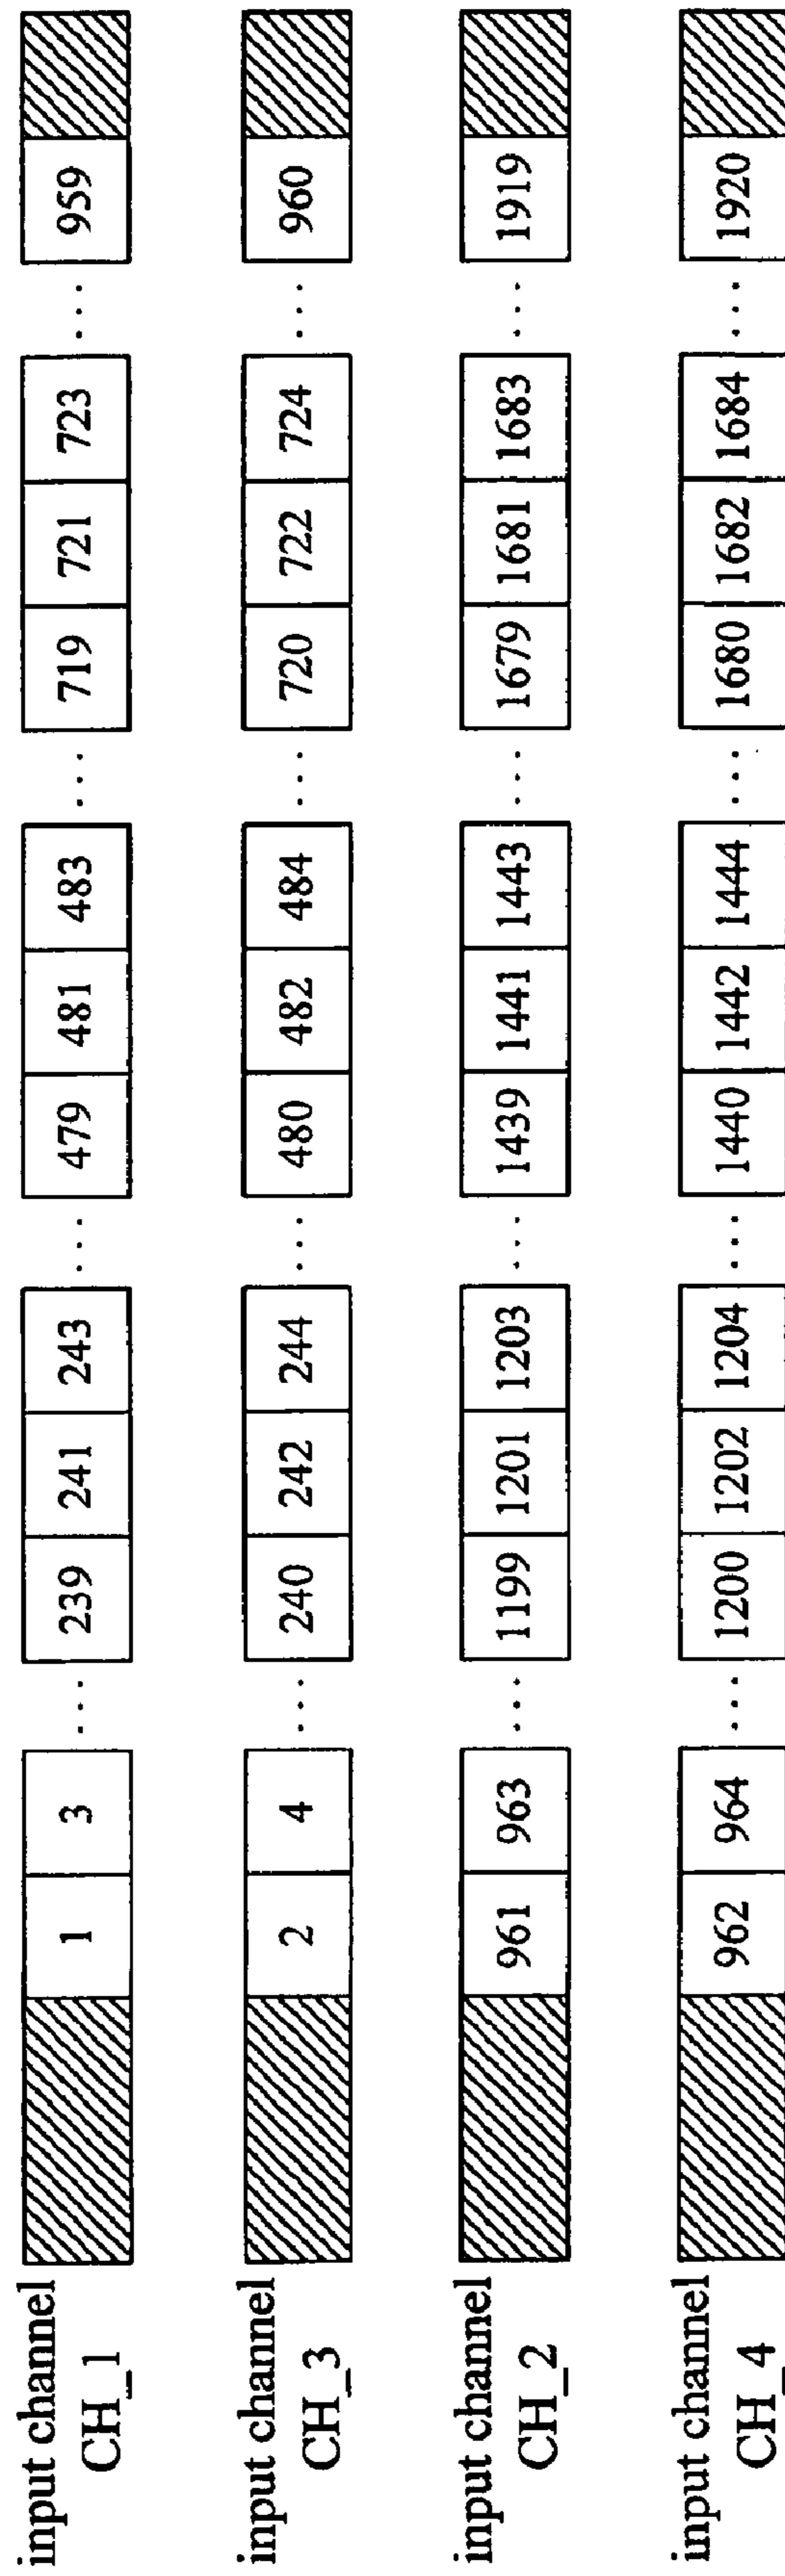 input channel
CH_1
1 3 ... 239 241 243 ... 479 481 483 ... 719 721 723 ... 959
input channel
CH_3
2 4 ... 240 242 244 ... 480 482 484 ... 720 722 724 ... 960
input channel
CH_2
961 963 ... 1199 1201 1203 ... 1439 1441 1443 ... 1679 1681 1683 ... 1919
input channel
CH_4
962 964 ... 1200 1202 1204 ... 1440 1442 1444 ... 1680 1682 1684 ... 1920